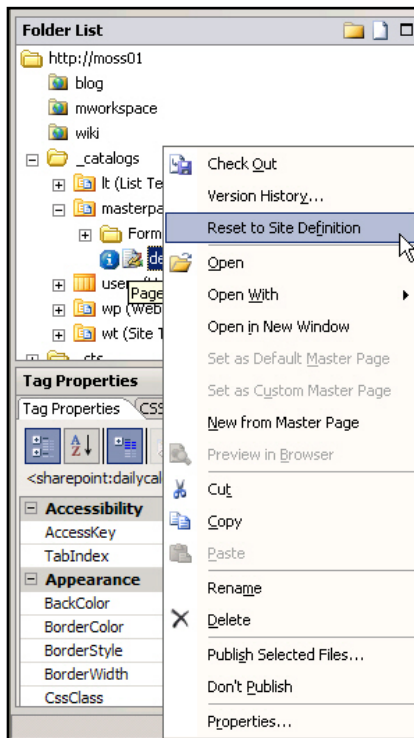 Folder List
http://moss01
blog
mworkspace
wiki
_catalogs
lt (List Te
masterpa
Form
de
Page
wp (Web
wt (Site T
Tag Properties
Tag Properties CSS
<sharepoint:dailycal
Accessibility
AccessKey
TabIndex
Appearance
BackColor
BorderColor
BorderStyle
BorderWidth
CssClass
Check Out
Version History...
Reset to Site Definition
Open
Open With
Open in New Window
Set as Default Master Page
Set as Custom Master Page
New from Master Page
Preview in Browser
Cut
Copy
Paste
Rename
Delete
Publish Selected Files...
Don't Publish
Properties...